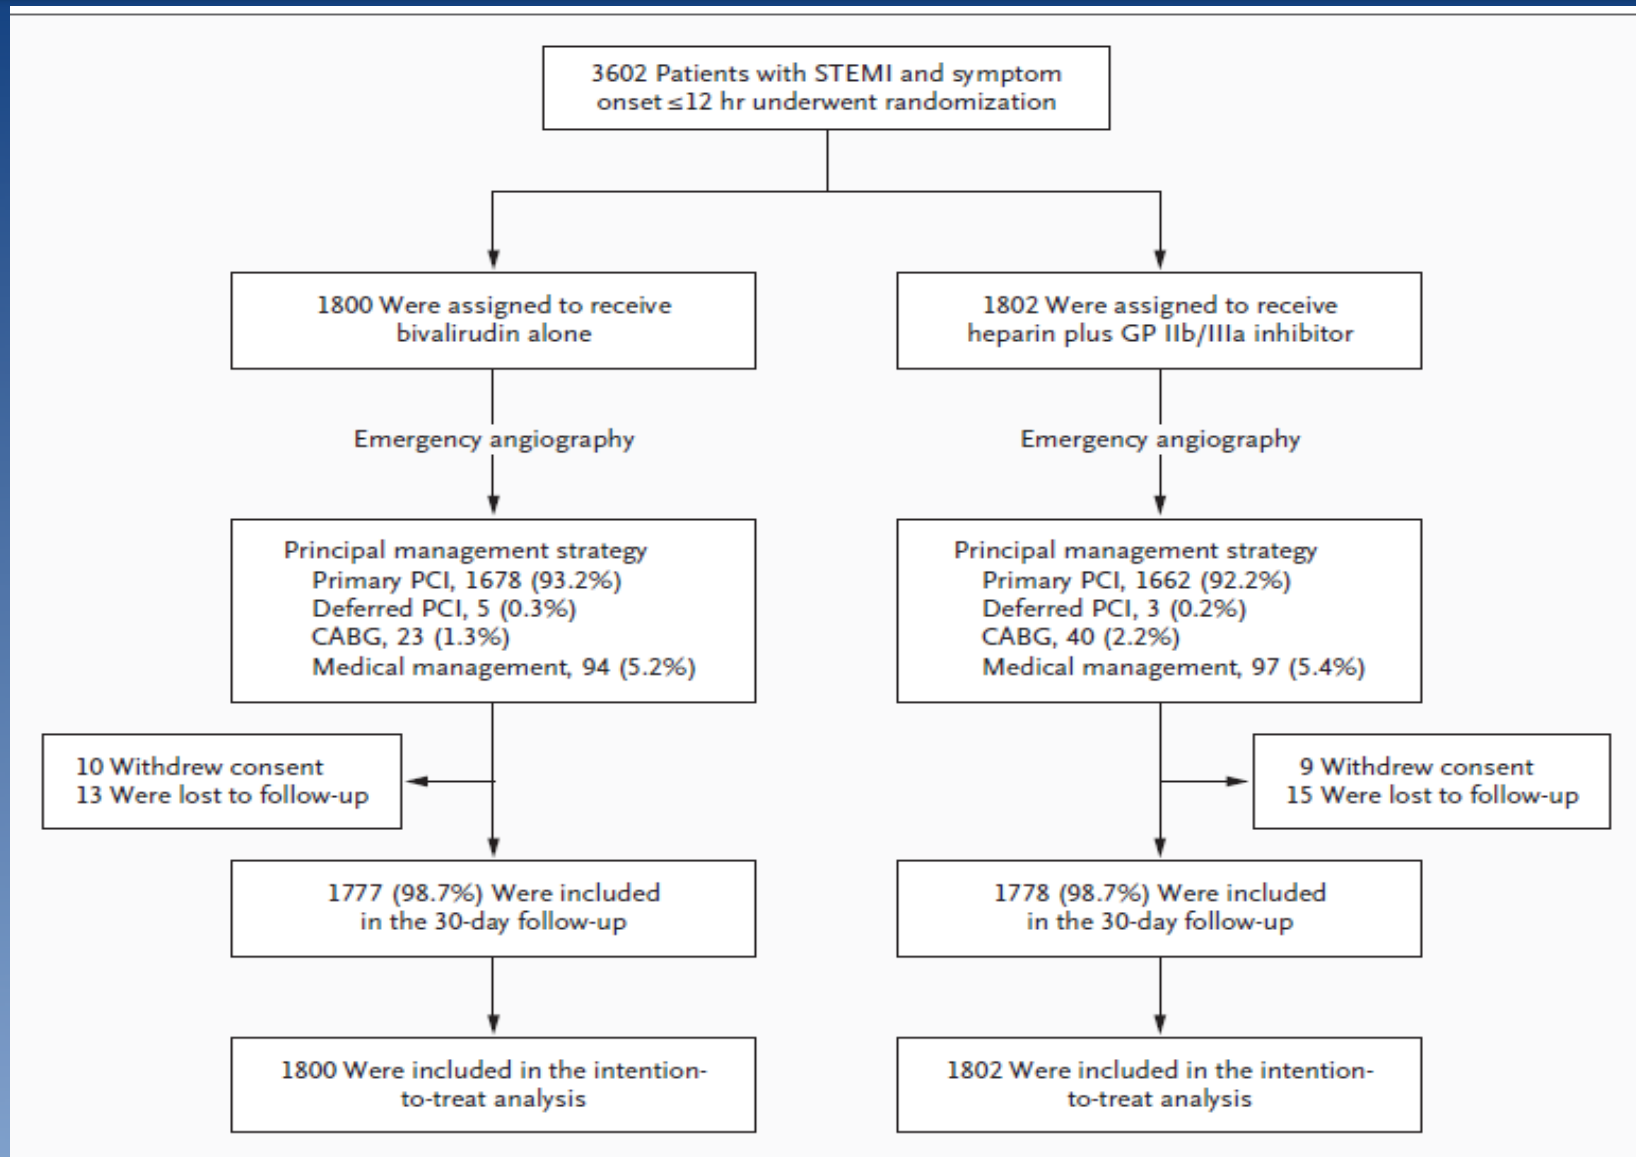 3602 Patients with STEMI and symptom
onset ≤12 hr underwent randomization
1800 Were assigned to receive
bivalirudin alone
1802 Were assigned to receive
heparin plus GP IIb/IIIa inhibitor
Emergency angiography
Emergency angiography
Principal management strategy
Primary PCI, 1678 (93.2%)
Deferred PCI, 5 (0.3%)
CABG, 23 (1.3%)
Medical management, 94 (5.2%)
Principal management strategy
Primary PCI, 1662 (92.2%)
Deferred PCI, 3 (0.2%)
CABG, 40 (2.2%)
Medical management, 97 (5.4%)
10 Withdrew consent
13 Were lost to follow-up
9 Withdrew consent
15 Were lost to follow-up
1777 (98.7%) Were included
in the 30-day follow-up
1778 (98.7%) Were included
in the 30-day follow-up
1800 Were included in the intention-
to-treat analysis
1802 Were included in the intention-
to-treat analysis